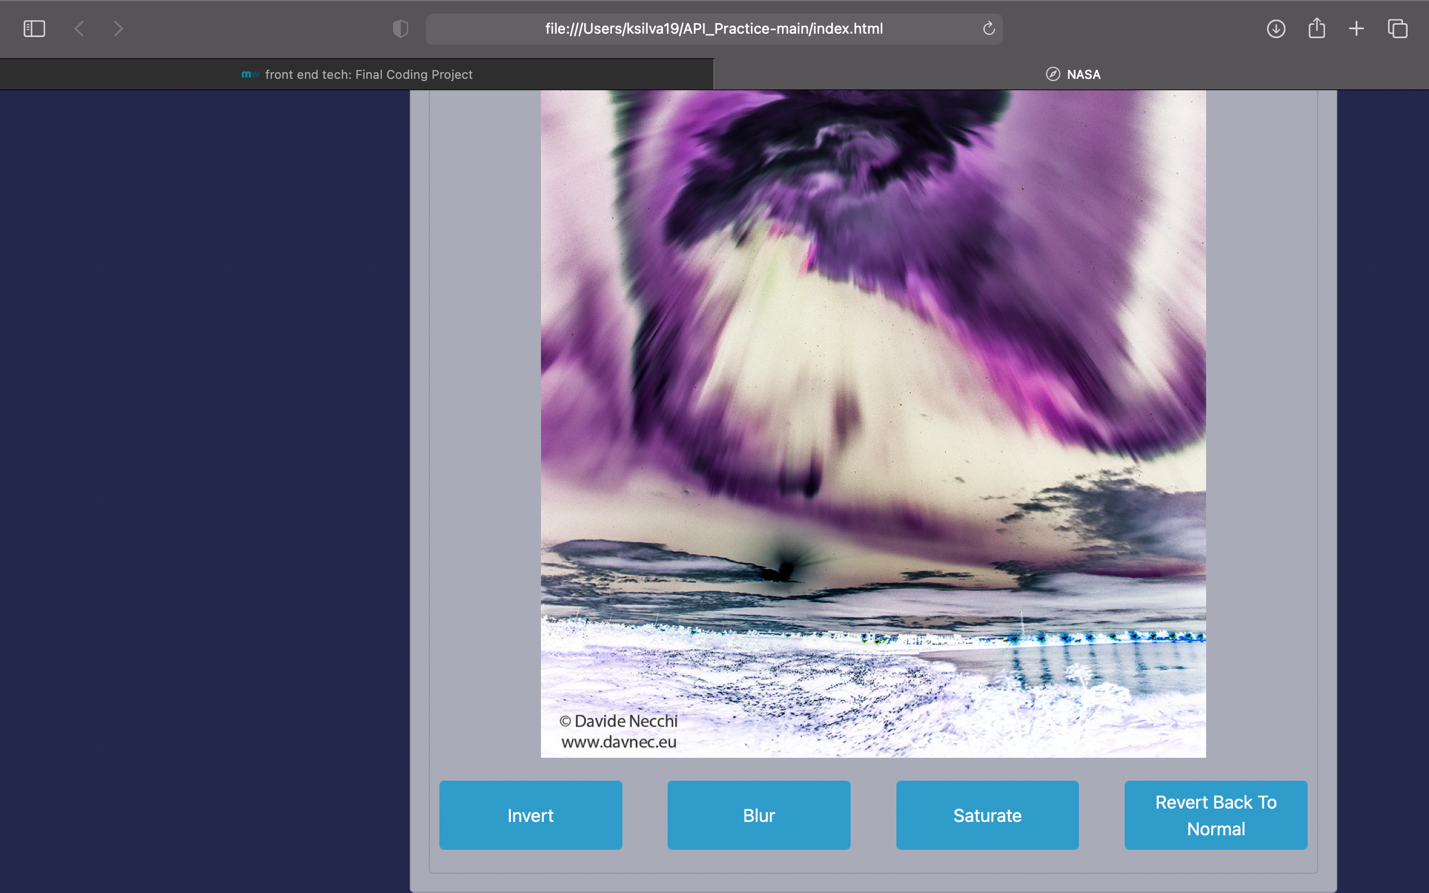 file:///Users/ksilva19/API_Practice-main/index.html
mw front end tech: Final Coding Project
NASA
© Davide Necchi
www.davnec.eu
Invert
Blur
Saturate
Revert Back To
Normal